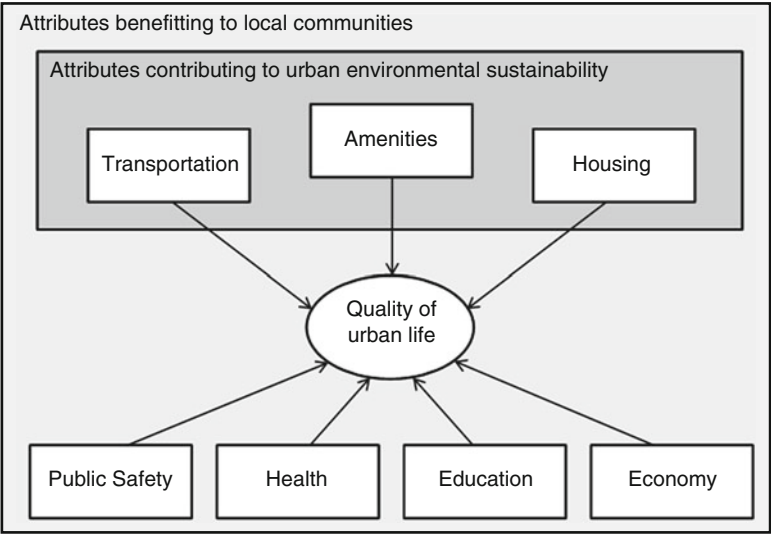 Attributes benefitting to local communities
Attributes contributing to urban environmental sustainability
Transportation
Amenities
Housing
Quality of
urban life
Public Safety
Health
Education
Economy